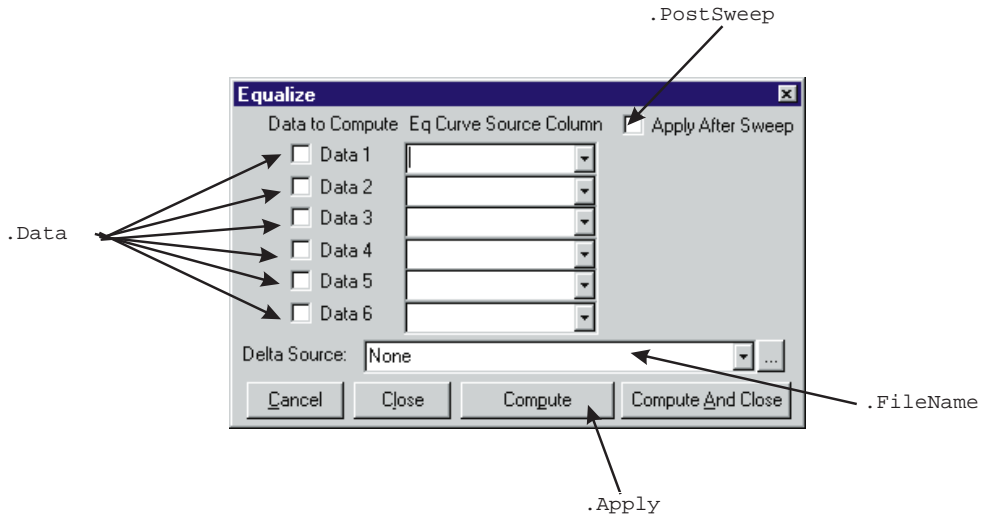 .PostSweep
Equalize
Data to Compute Eq Curve Source Column Apply After Sweep
Data 1
Data 2
Data 3
.Data
Data 4
Data 5
Data 6
Delta Source: None ...
Cancel Close Compute Compute And Close
.FileName
.Apply